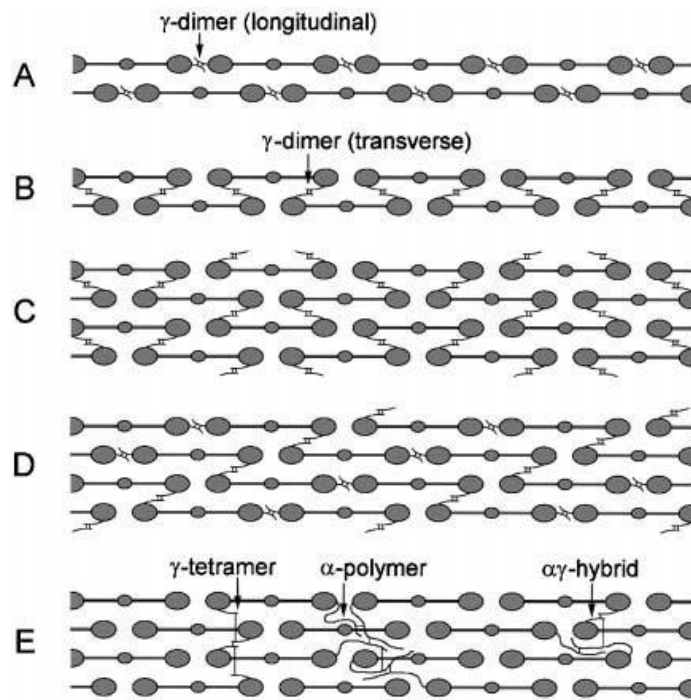 γ-dimer (longitudinal)
A
γ-dimer (transverse)
B
C
D
γ-tetramer α-polymer αγ-hybrid
E